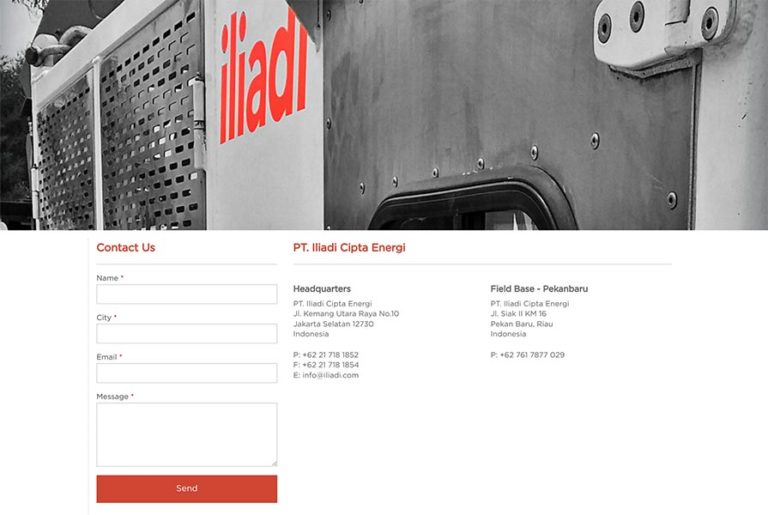 iliadi
Contact Us
Name *
City *
Email *
Message *
Send
PT. Iliadi Cipta Energi
Headquarters
PT. Iliadi Cipta Energi
Jl. Kemang Utara Raya No.10
Jakarta Selatan 12730
Indonesia
P: +62 21 718 1852
F: +62 21 718 1854
E: info@iliadi.com
Field Base - Pekanbaru
PT. Iliadi Cipta Energi
Jl. Siak II KM 16
Pekan Baru, Riau
Indonesia
P: +62 761 7877 029